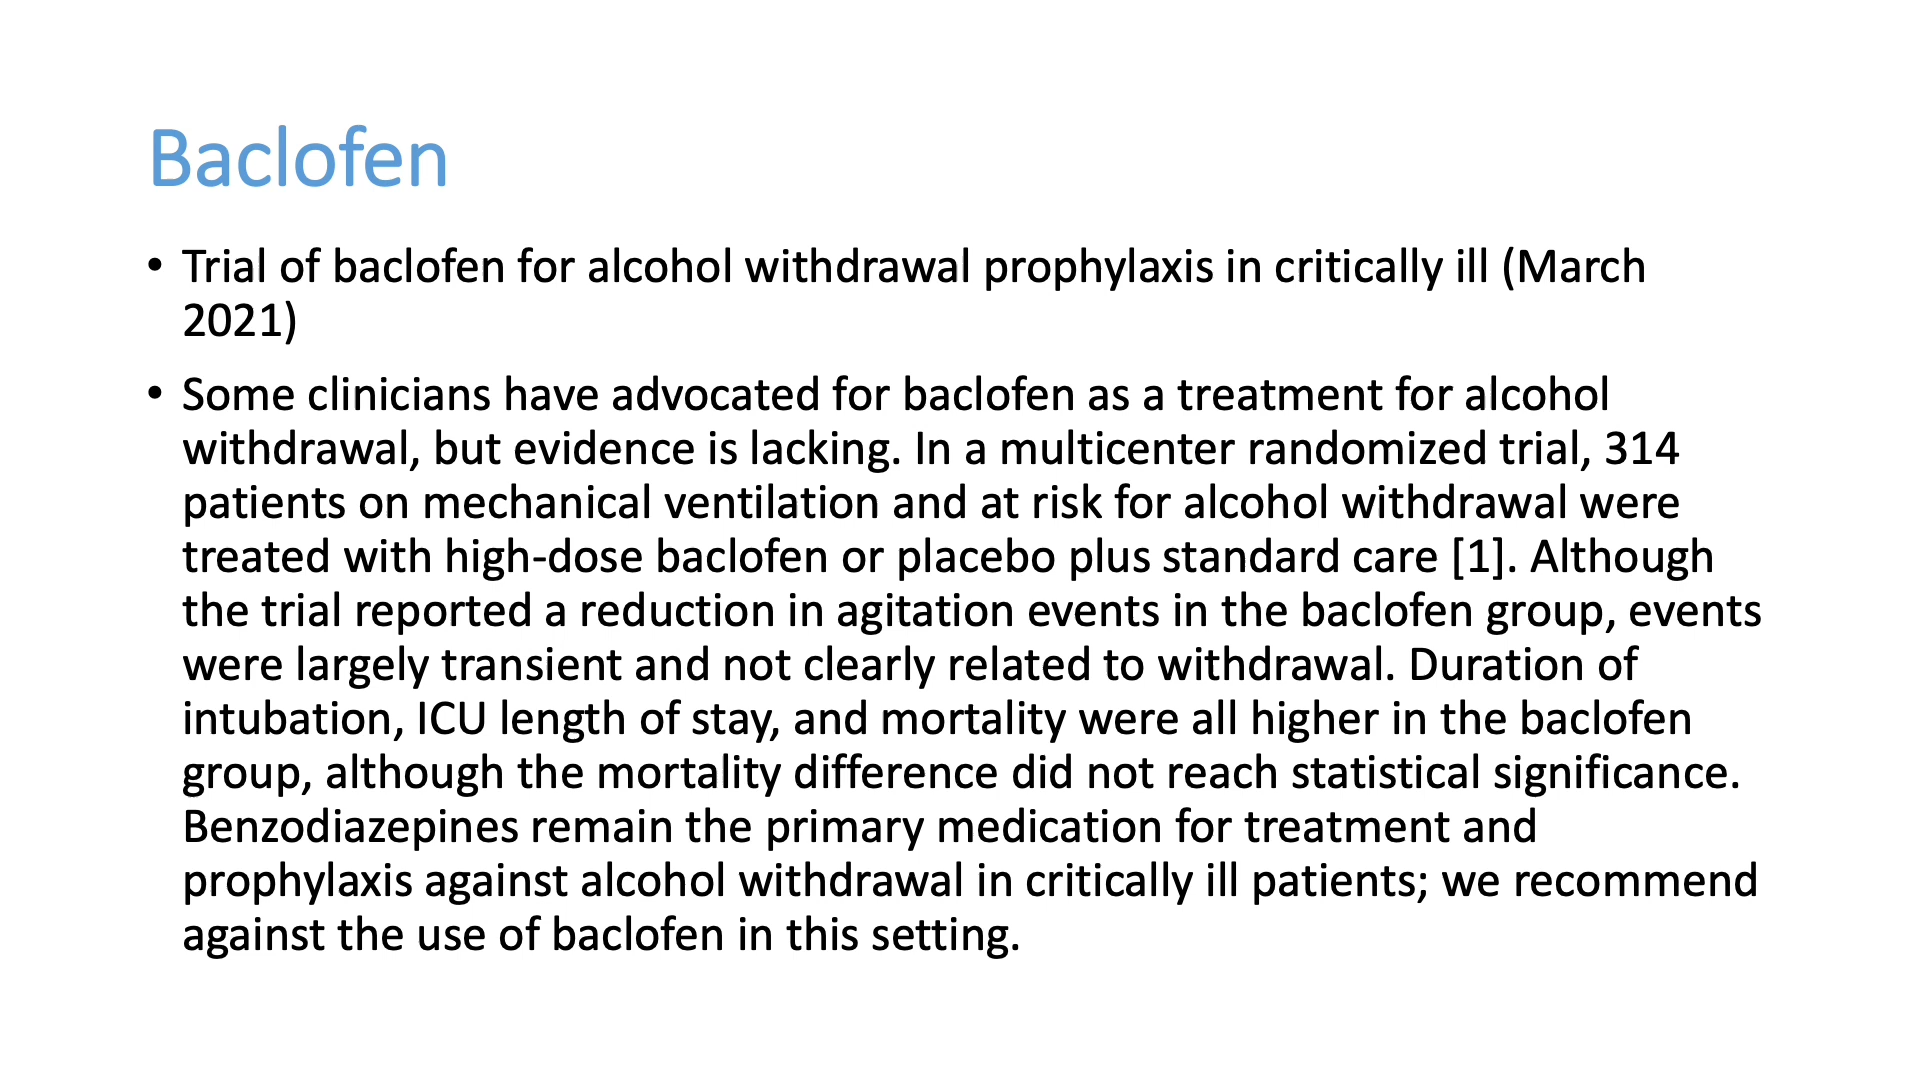 Baclofen
• Trial of baclofen for alcohol withdrawal prophylaxis in critically ill (March
2021)
• Some clinicians have advocated for baclofen as a treatment for alcohol
withdrawal, but evidence is lacking. In a multicenter randomized trial, 314
patients on mechanical ventilation and at risk for alcohol withdrawal were
treated with high-dose baclofen or placebo plus standard care [1]. Although
the trial reported a reduction in agitation events in the baclofen group, events
were largely transient and not clearly related to withdrawal. Duration of
intubation, ICU length of stay, and mortality were all higher in the baclofen
group, although the mortality difference did not reach statistical significance.
Benzodiazepines remain the primary medication for treatment and
prophylaxis against alcohol withdrawal in critically ill patients; we recommend
against the use of baclofen in this setting.